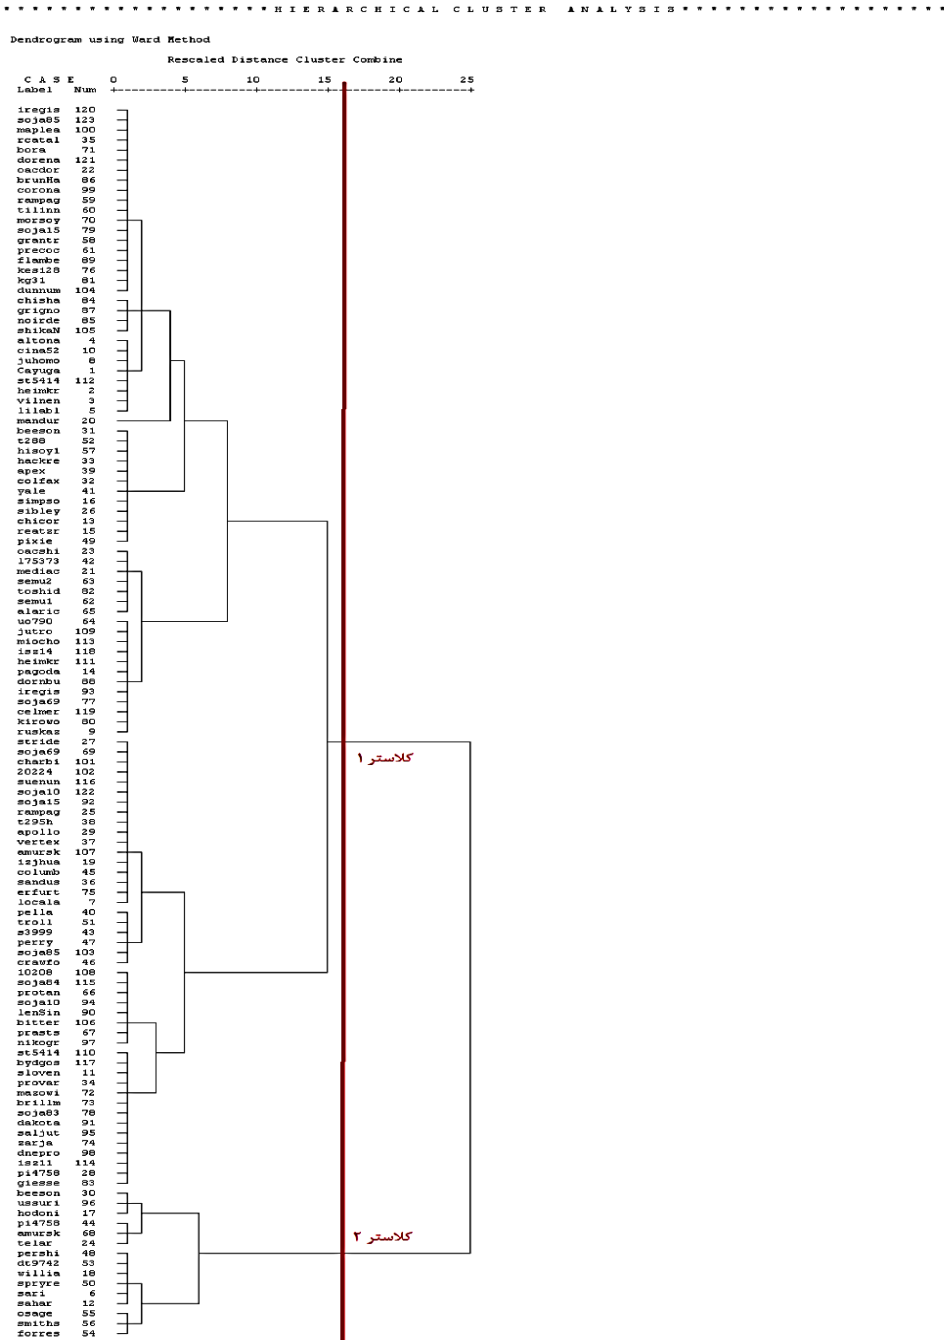 * * * * * * * * * * * * * * * * * * * H I E R A R C H I C A L  C L U S T E R  A N A L Y S I S * * * * * * * * * * * * * * * * * * *
Dendrogram using Ward Method
Rescaled Distance Cluster Combine
C A S E 0 5 10 15 20 25
Label Num
iregis 120
soja85 123
maplea 100
rcatal 35
bora 71
dorena 121
oacdor 22
brunHa 86
corona 99
rampag 59
tilinn 60
morsoy 70
soja15 79
grantr 58
precoc 61
flambe 89
kes128 76
kg31 81
dunnum 104
chisha 84
grigno 87
noirde 85
shikaN 105
altona 4
cina52 10
juhomo 8
Cayuga 1
st5414 112
heimkr 2
vilnen 3
lilabl 5
mandur 20
beeson 31
t288 52
hisoy1 57
hackre 33
apex 39
colfax 32
yale 41
simpso 16
sibley 26
chicor 13
reatzr 15
pixie 49
oacshi 23
175373 42
mediac 21
semu2 63
toshid 82
semu1 62
alaric 65
uc790 64
jutro 109
miocho 113
isz14 118
heimkr 111
pagoda 14
dornbu 88
iregis 93
soja69 77
celmer 119
kirowo 80
ruskaz 9
stride 27
soja69 69
charbi 101
20224 102
suenun 116
soja10 122
soja15 92
rampag 25
t295h 38
apollo 29
vertex 37
amursk 107
izjhua 19
columb 45
sandus 36
erfurt 75
locala 7
pella 40
troll 51
s3999 43
perry 47
soja85 103
crawfo 46
10208 108
soja84 115
protan 66
soja10 94
lenSin 90
bitter 106
prasts 67
nikogr 97
st5414 110
bydgos 117
sloven 11
provar 34
mazowi 72
brillm 73
soja83 78
dakota 91
saljut 95
zarja 74
dnepro 98
isz11 114
pi4758 28
giesse 83
beeson 30
ussuri 96
hodoni 17
pi4758 44
amursk 68
telar 24
pershi 48
dt9742 53
willia 18
spryre 50
sari 6
sahar 12
osage 55
smiths 56
forres 54
کلاستر ۱
کلاستر ۲